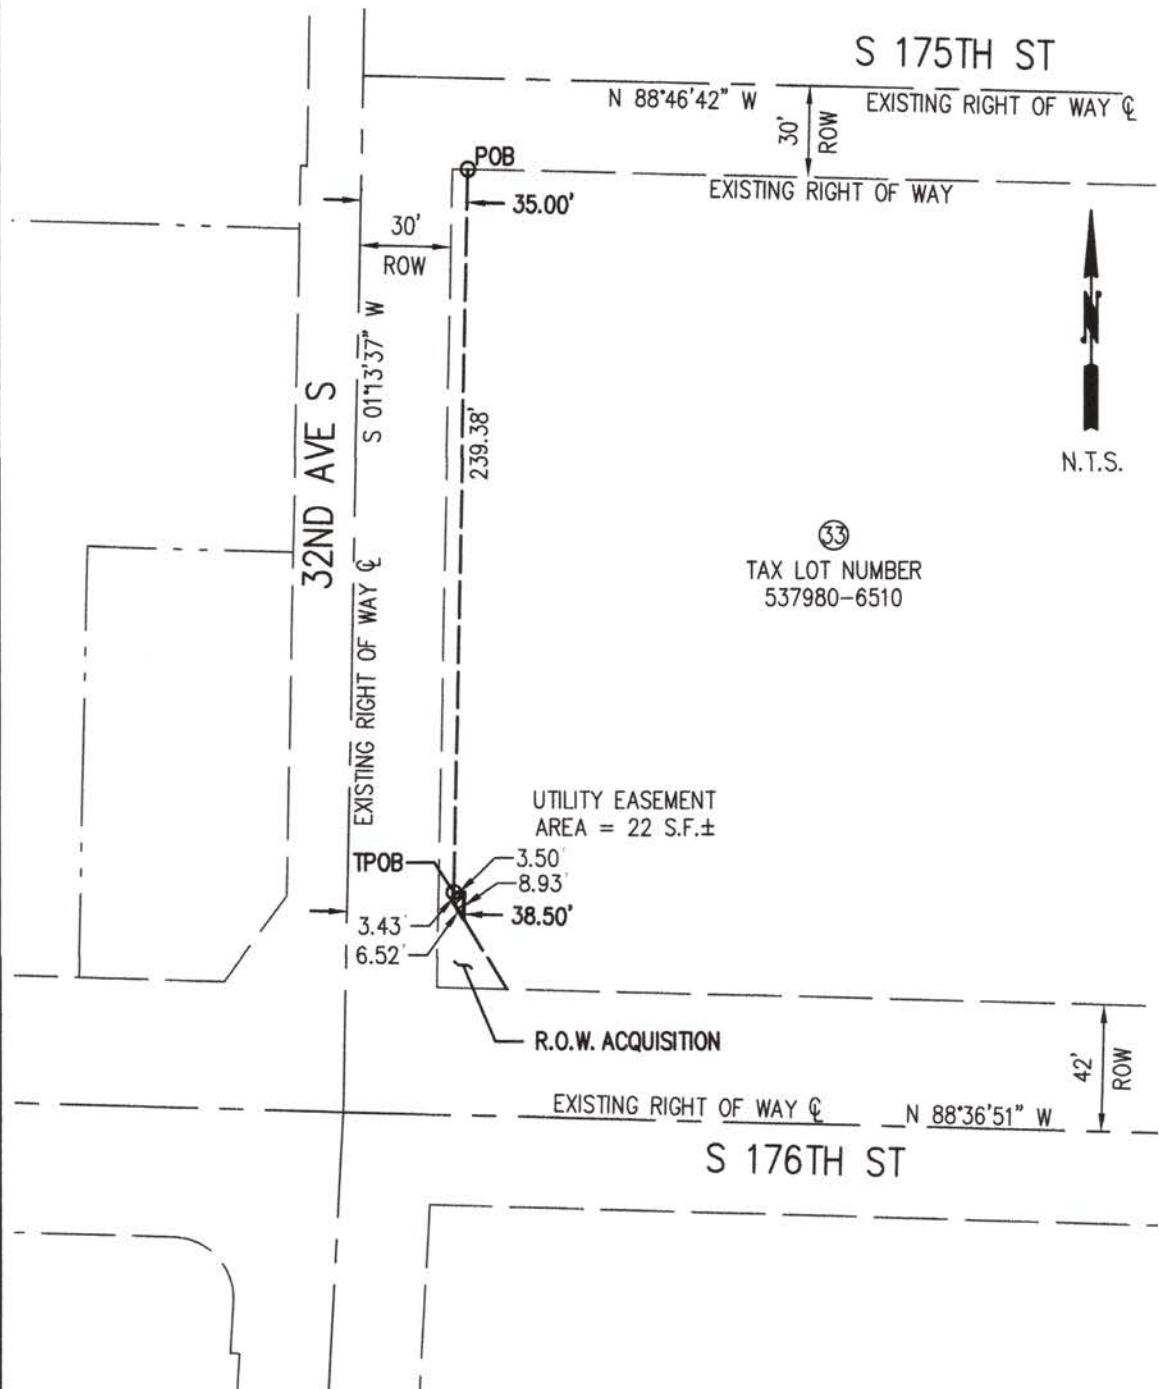 S 175TH ST
N 88°46'42" W
EXISTING RIGHT OF WAY ℄
30'
ROW
POB
EXISTING RIGHT OF WAY
35.00'
30'
ROW
S 01°13'37" W
32ND AVE S
239.38'
N
N.T.S.
33
TAX LOT NUMBER
537980-6510
EXISTING RIGHT OF WAY ℄
UTILITY EASEMENT
AREA = 22 S.F.±
TPOB
3.50'
8.93'
38.50'
3.43'
6.52'
R.O.W. ACQUISITION
42'
ROW
EXISTING RIGHT OF WAY ℄
N 88°36'51" W
S 176TH ST